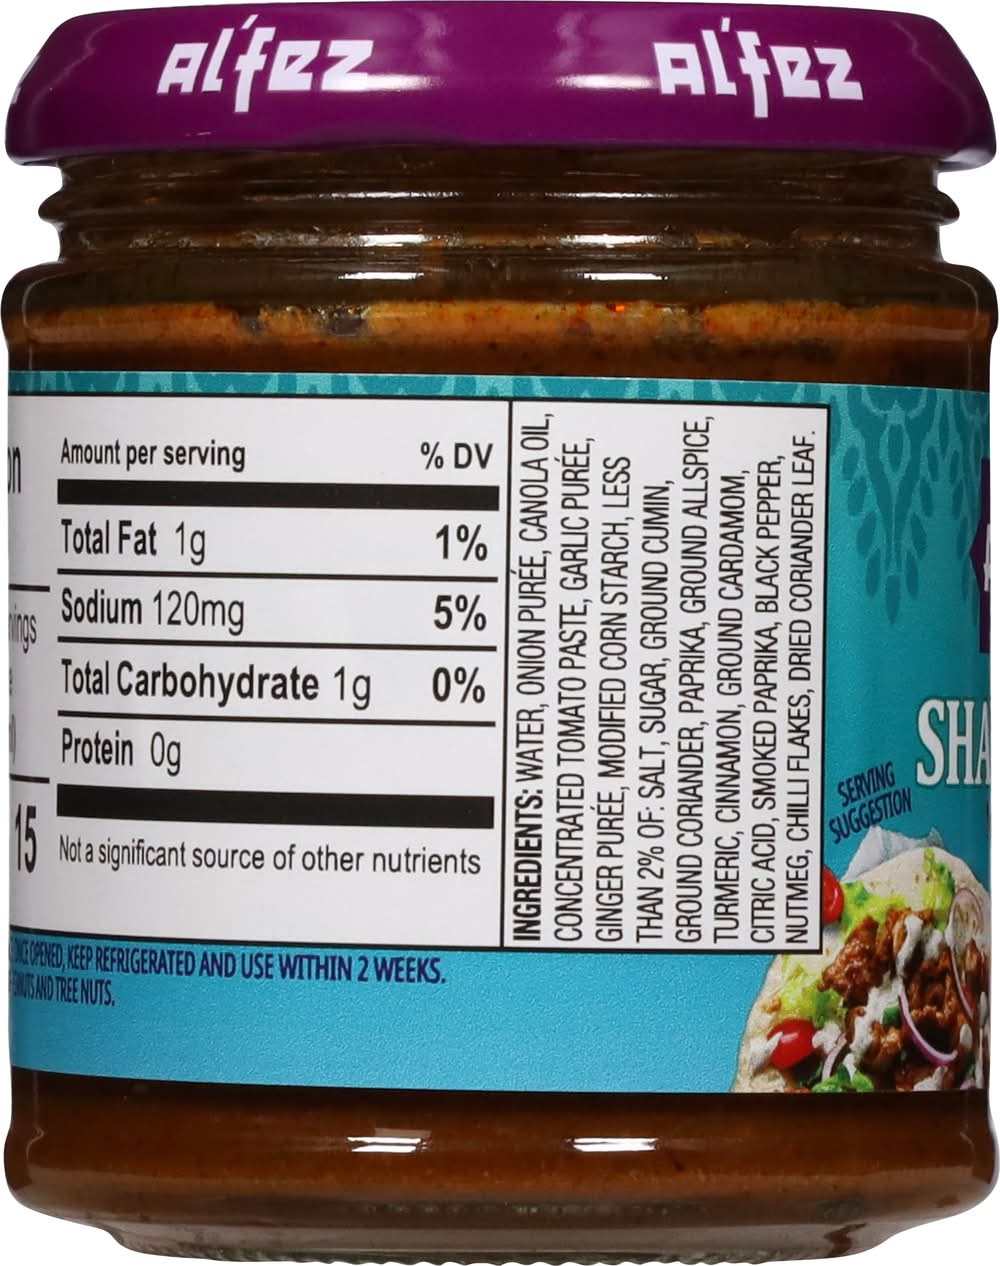 Al'fez Al'fez
Amount per serving % DV
Total Fat 1g 1%
Sodium 120mg 5%
Total Carbohydrate 1g 0%
Protein 0g
15
Not a significant source of other nutrients
INGREDIENTS: WATER, ONION PURÉE, CANOLA OIL,
CONCENTRATED TOMATO PASTE, GARLIC PURÉE,
GINGER PURÉE, MODIFIED CORN STARCH, LESS
THAN 2% OF: SALT, SUGAR, GROUND CUMIN,
GROUND CORIANDER, PAPRIKA, GROUND ALLSPICE,
TURMERIC, CINNAMON, GROUND CARDAMOM,
CITRIC ACID, SMOKED PAPRIKA, BLACK PEPPER,
NUTMEG, CHILLI FLAKES, DRIED CORIANDER LEAF.
ONCE OPENED, KEEP REFRIGERATED AND USE WITHIN 2 WEEKS.
AND TREE NUTS.
SHA
SERVING
SUGGESTION